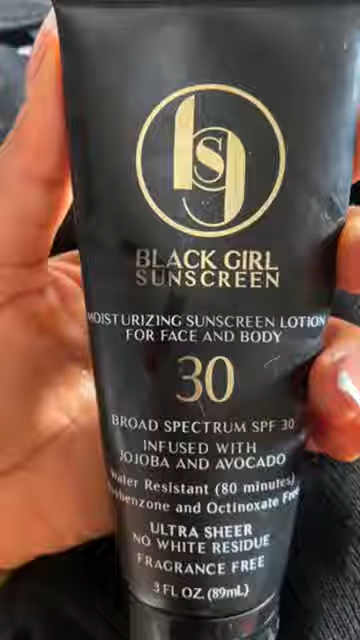 bgs
BLACK GIRL
SUNSCREEN
MOISTURIZING SUNSCREEN LOTION
FOR FACE AND BODY
30
BROAD SPECTRUM SPF 30
INFUSED WITH
JOJOBA AND AVOCADO
Water Resistant (80 minutes)
and Octinoxate Free
ULTRA SHEER
NO WHITE RESIDUE
FRAGRANCE FREE
3 FL OZ. (89mL)